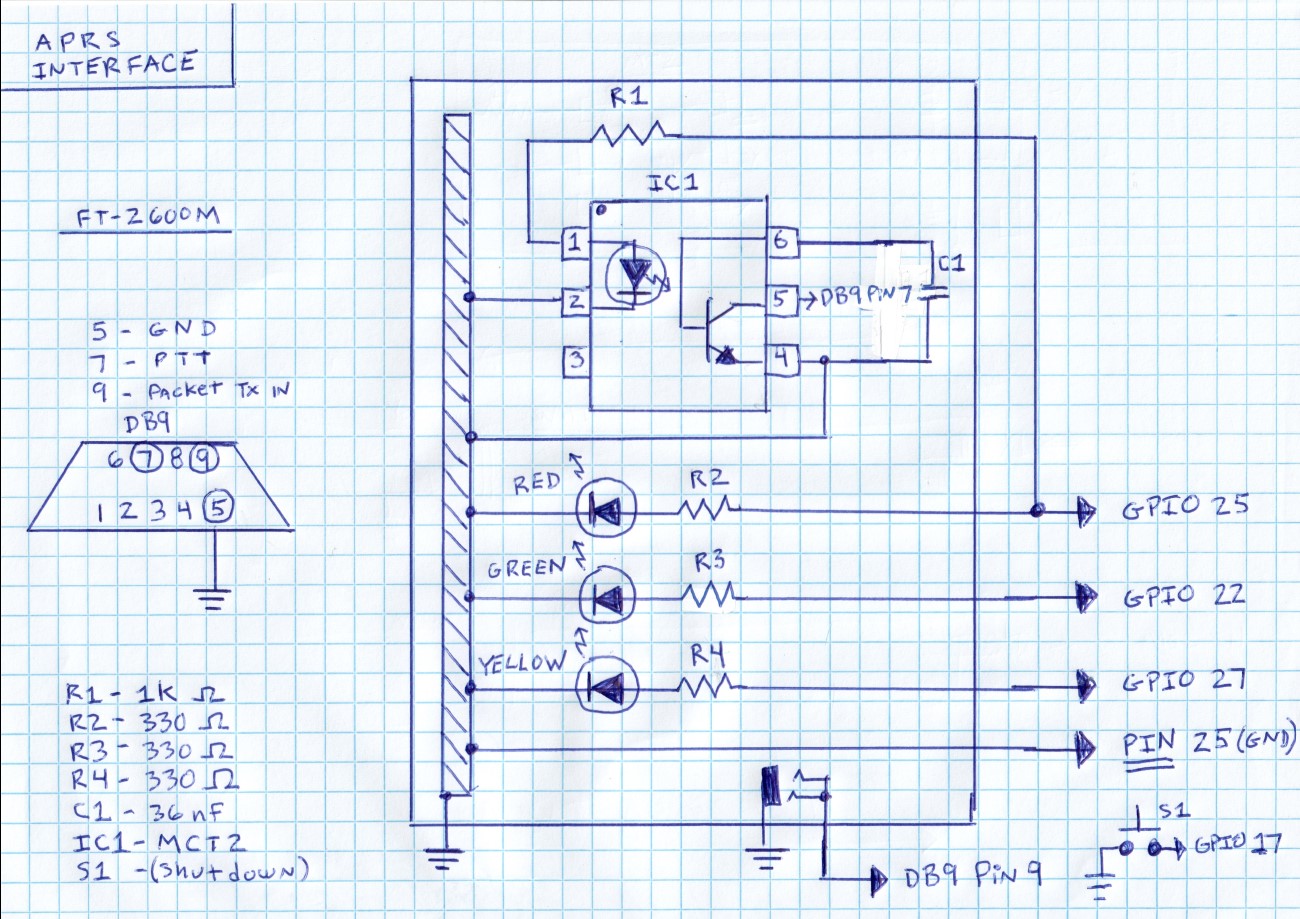 APRS
INTERFACE
FT-2600M
5 - GND
7 - PTT
9 - Packet Tx IN
DB9
6 7 8 9
1 2 3 4 5
R1 - 1K Ω
R2 - 330 Ω
R3 - 330 Ω
R4 - 330 Ω
C1 - 36nf
IC1 - MCT2
S1 - (Shutdown)
R1
IC1
1
6
C1
2
5
DB9 PiN 7
3
4
RED
R2
GPIO 25
GREEN
R3
GPIO 22
YELLOW
R4
GPIO 27
PIN 25 (GND)
S1
GPIO 17
DB9 PiN 9